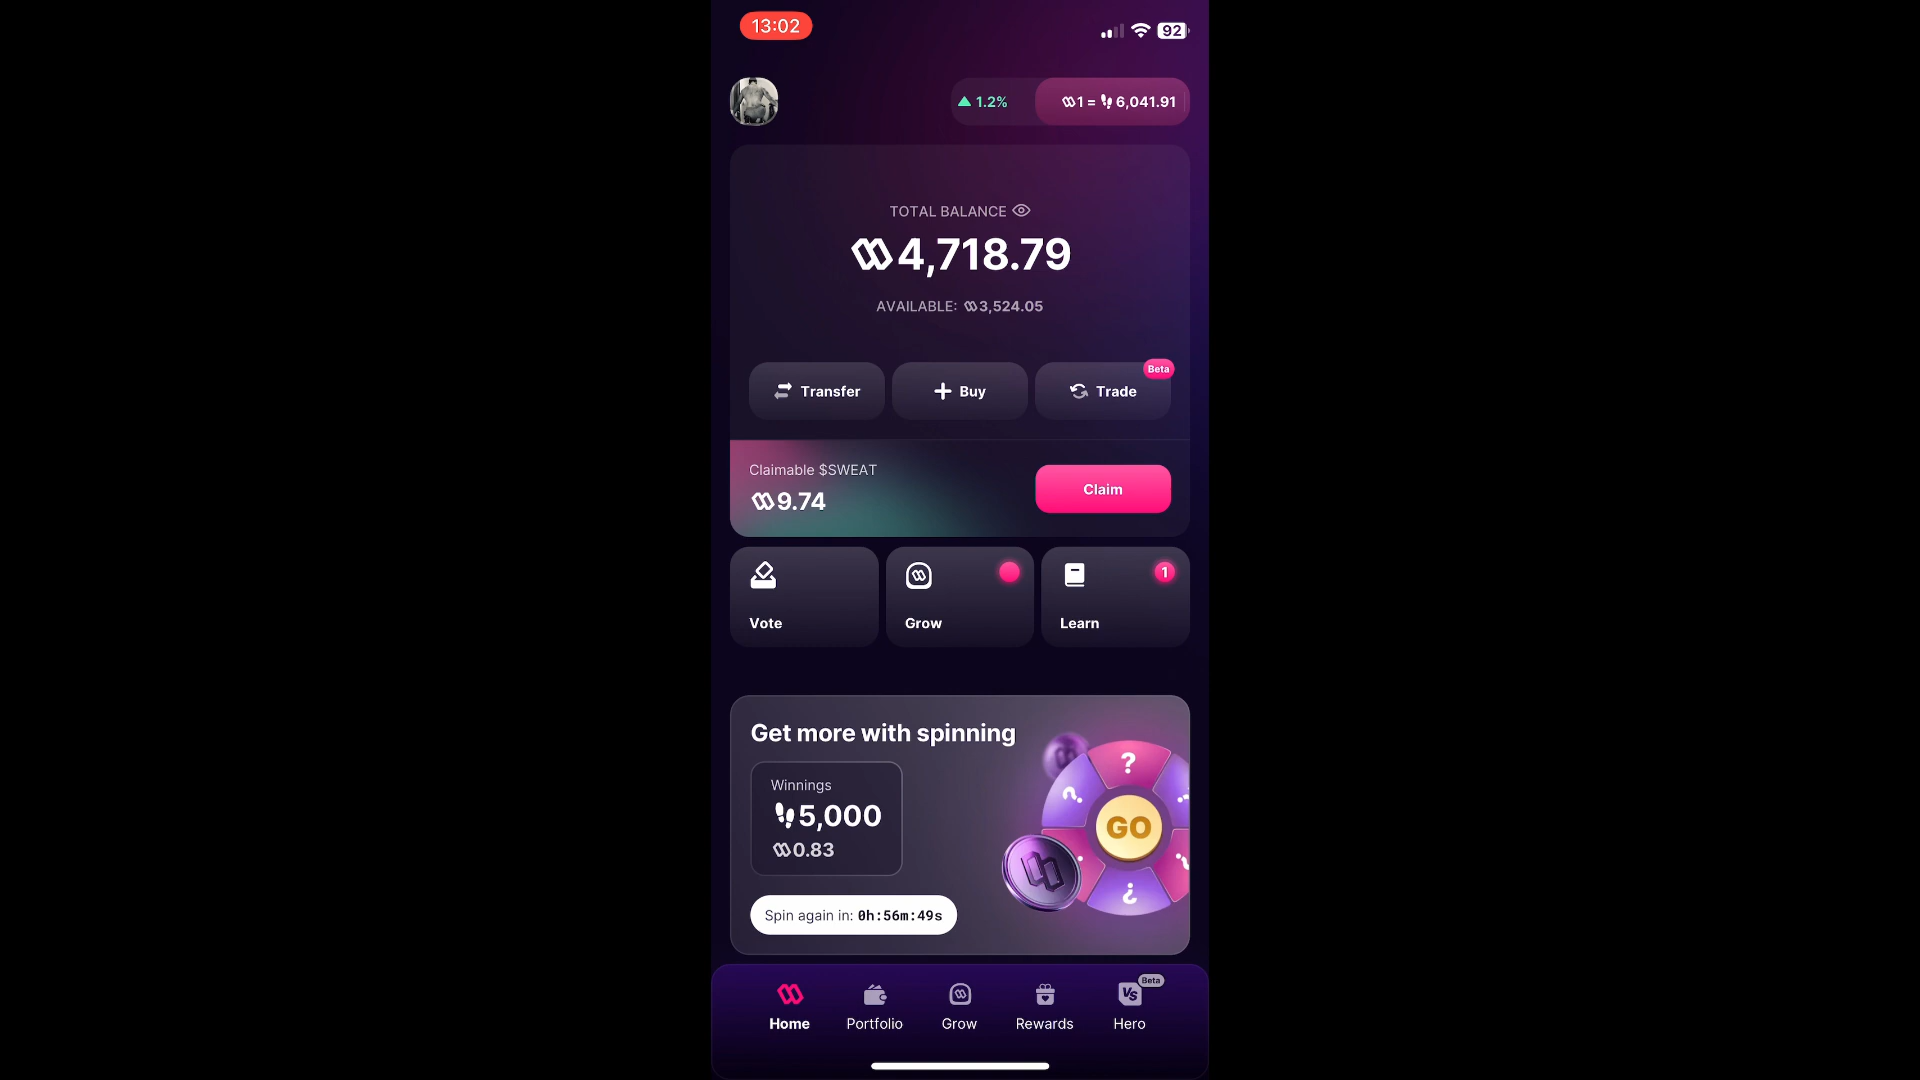 13:02
92
1.2%
1 = 6,041.91
TOTAL BALANCE
4,718.79
AVAILABLE: 3,524.05
Beta
Transfer
Buy
Trade
Claimable $SWEAT
9.74
Claim
1
Vote
Grow
Learn
Get more with spinning
Winnings
5,000
0.83
?
?
?
GO
Spin again in: 0h:56m:49s
Beta
VS
Home
Portfolio
Grow
Rewards
Hero